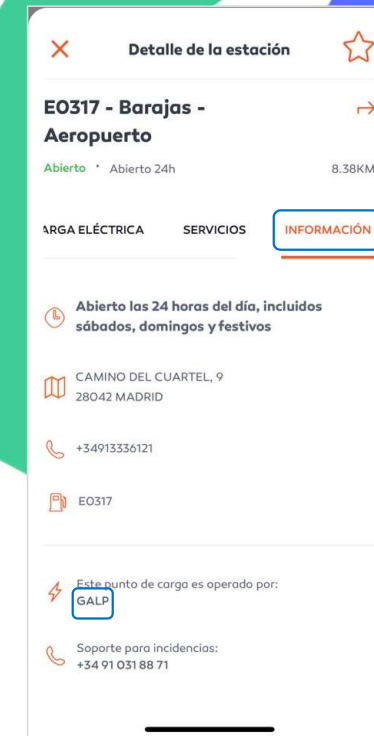 Detalle de la estación
E0317 - Barajas -
Aeropuerto
Abierto · Abierto 24h
8.38KM
ARGA ELÉCTRICA SERVICIOS INFORMACIÓN
Abierto las 24 horas del día, incluidos
sábados, domingos y festivos
CAMINO DEL CUARTEL, 9
28042 MADRID
+34913336121
E0317
Este punto de carga es operado por:
GALP
Soporte para incidencias:
+34 91 031 88 71